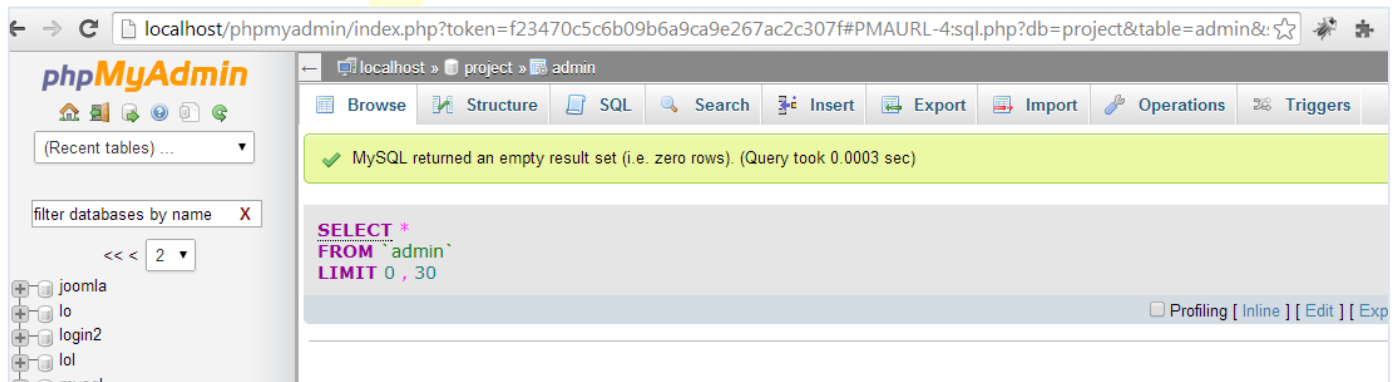 localhost/phpmyadmin/index.php?token=f23470c5c6b09b6a9ca9e267ac2c307f#PMAURL-4:sql.php?db=project&table=admin&
phpMyAdmin
localhost » project » admin
Browse Structure SQL Search Insert Export Import Operations Triggers
(Recent tables) ...
MySQL returned an empty result set (i.e. zero rows). (Query took 0.0003 sec)
filter databases by name X
<< < 2
SELECT *
FROM `admin`
LIMIT 0 , 30
Profiling [ Inline ] [ Edit ] [ Exp
joomla
lo
login2
lol